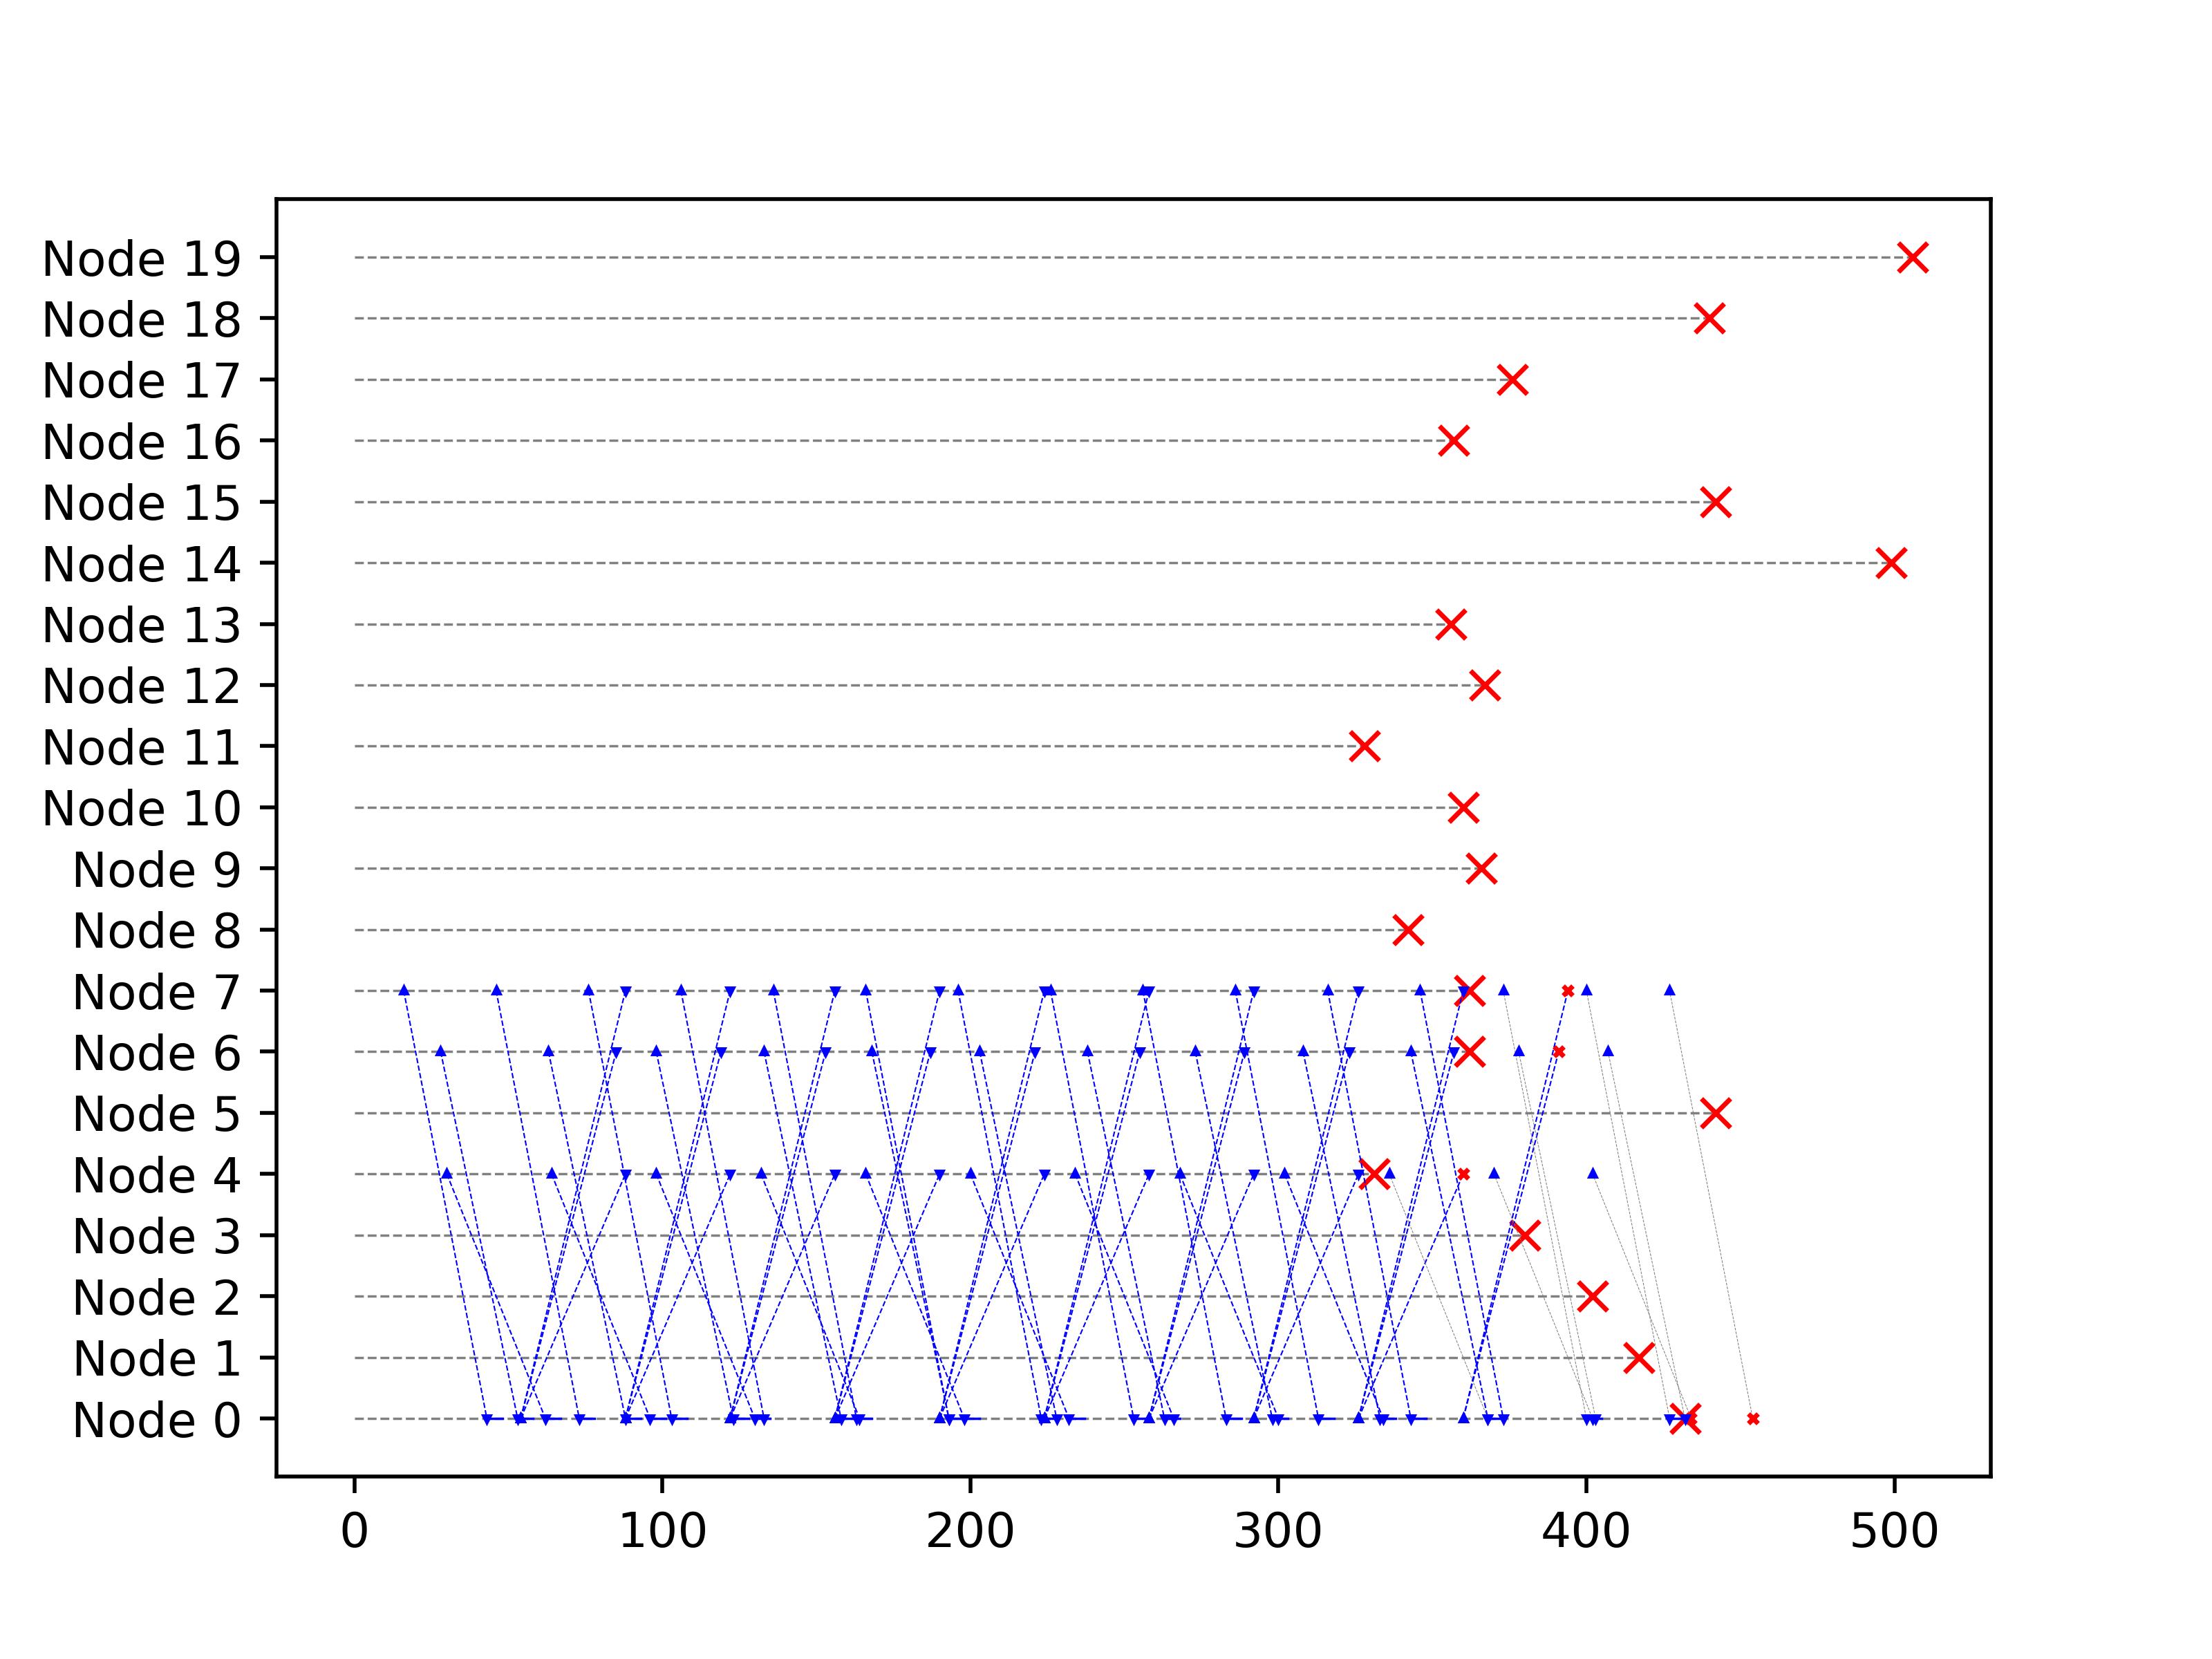 Node 19
Node 18
Node 17
Node 16
Node 15
Node 14
Node 13
Node 12
Node 11
Node 10
Node 9
Node 8
Node 7
Node 6
Node 5
Node 4
Node 3
Node 2
Node 1
Node 0
0 100 200 300 400 500